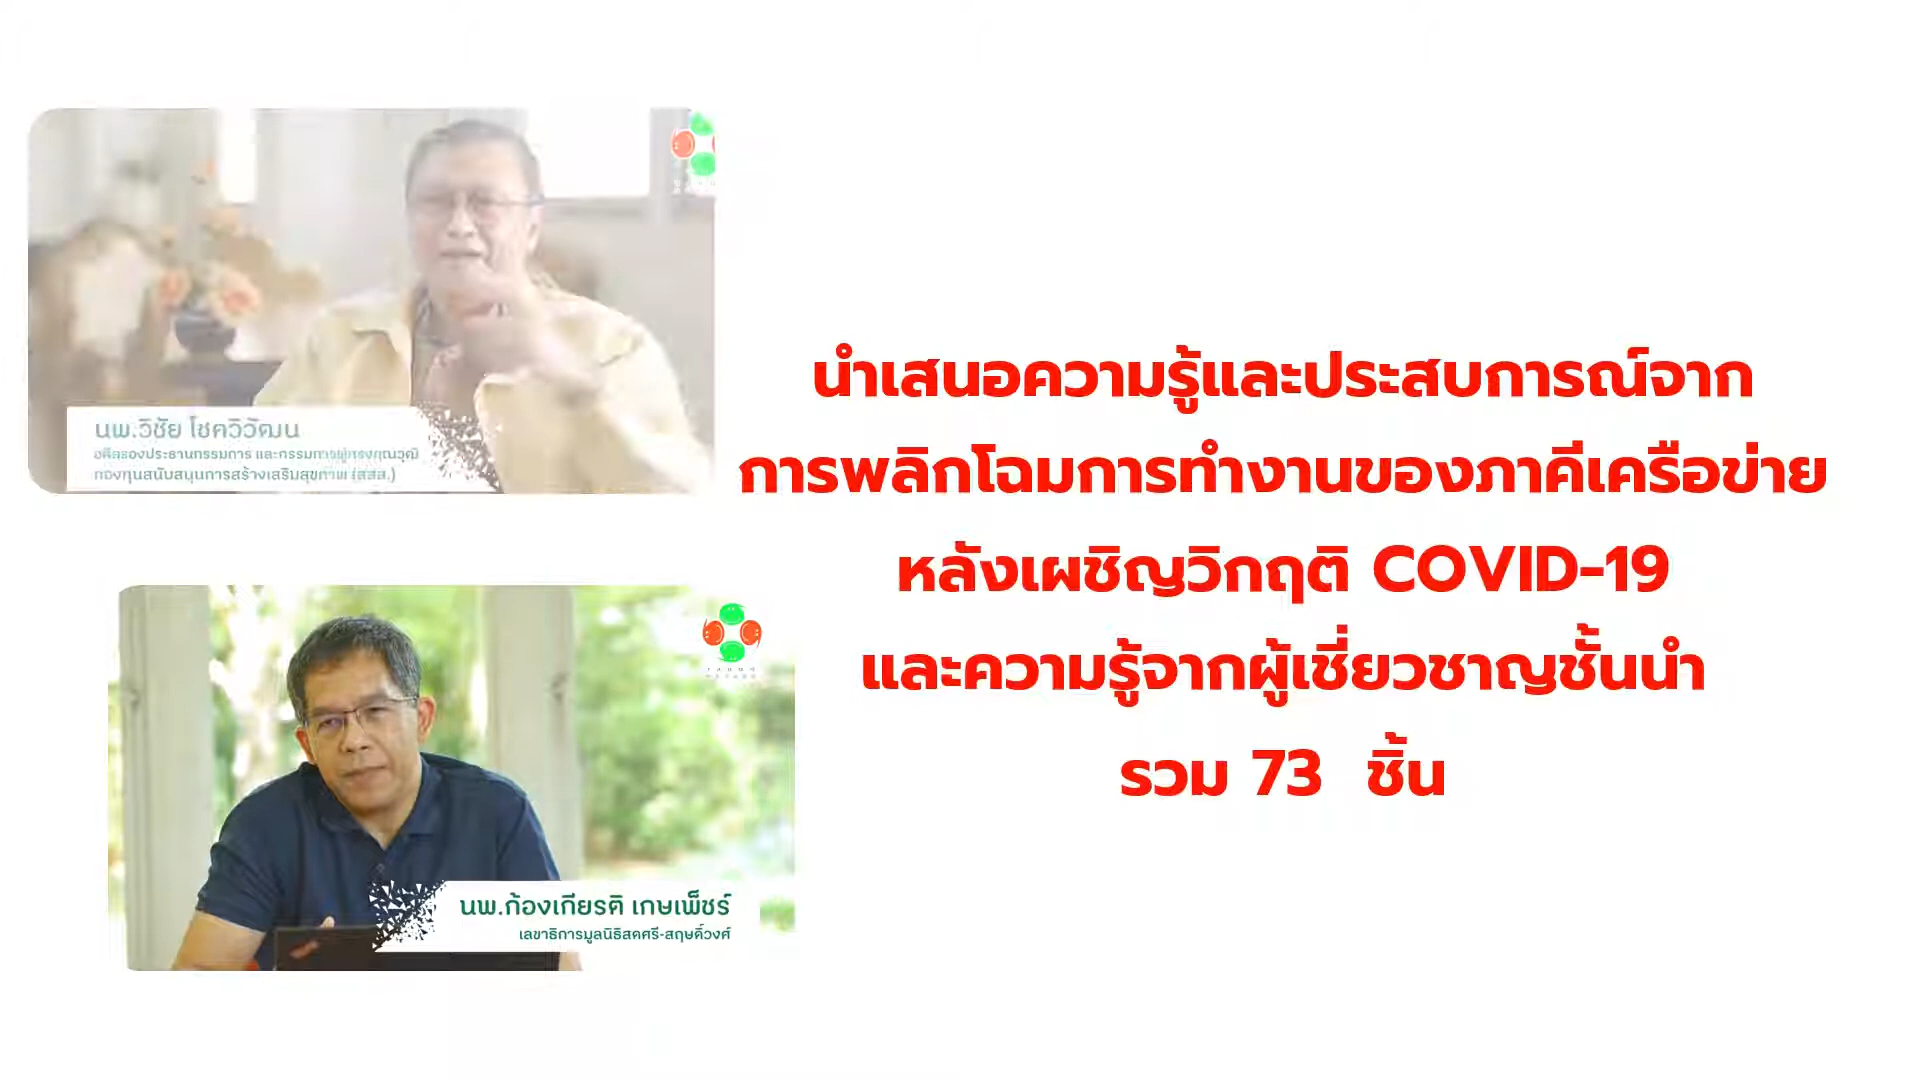 นพ.วิชัย โชควิวัฒน
อดีตรองประธานกรรมการ และกรรมการผู้ทรงคุณวุฒิ
กองทุนสนับสนุนการสร้างเสริมสุขภาพ (สสส.)
นำเสนอความรู้และประสบการณ์จาก
การพลิกโฉมการทำงานของภาคีเครือข่าย
หลังเผชิญวิกฤติ COVID-19
และความรู้จากผู้เชี่ยวชาญชั้นนำ
รวม 73 ชิ้น
นพ.ก้องเกียรติ เกษเพ็ชร์
เลขาธิการมูลนิธิสดศรี-สฤษดิ์วงศ์